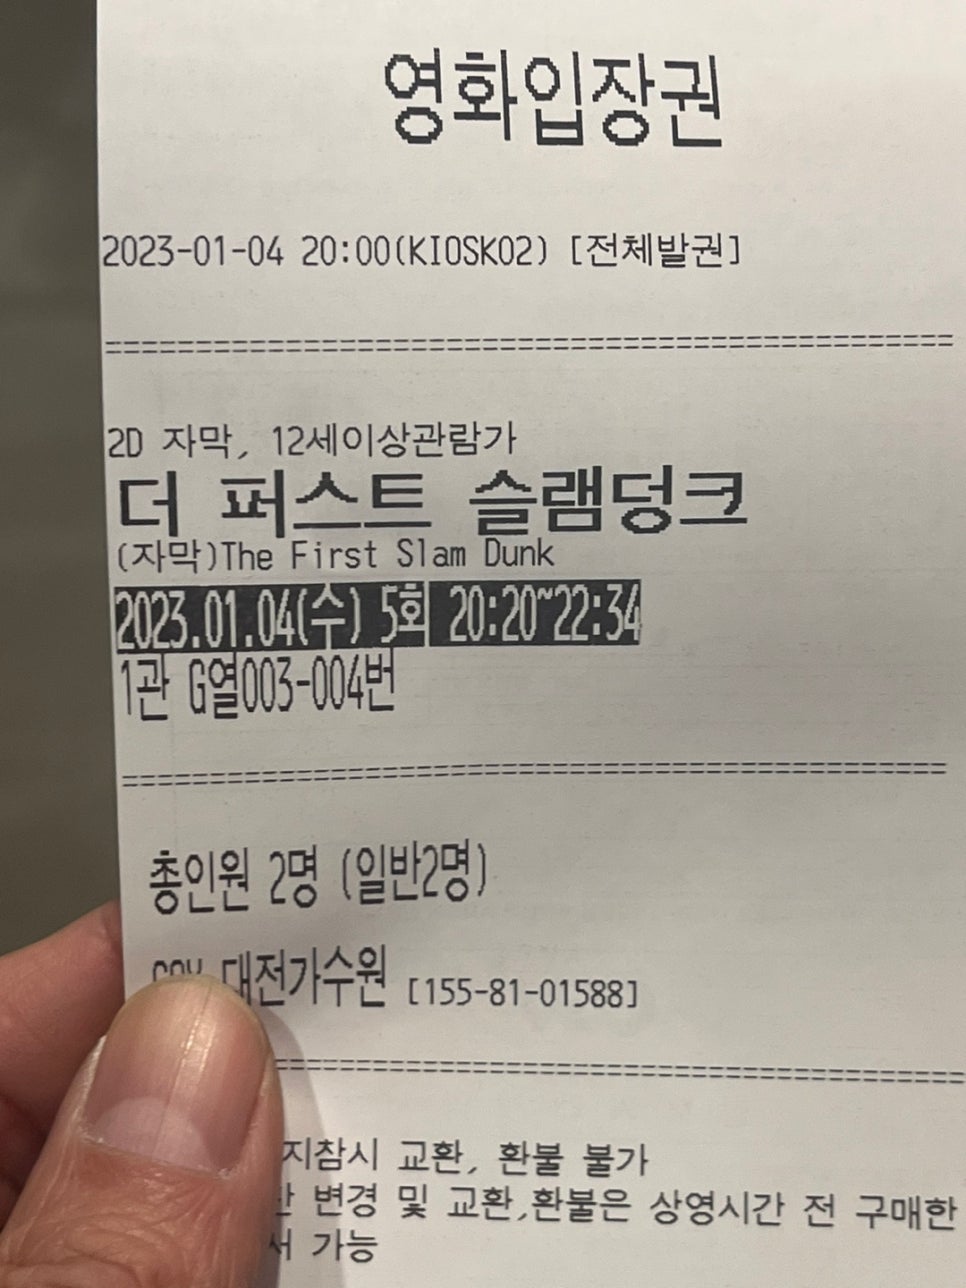 영화입장권
2023-01-04 20:00(KIOSK02) [전체발권]
============================================
2D 자막, 12세이상관람가
더 퍼스트 슬램덩크
(자막)The First Slam Dunk
2023.01.04(수) 5회 20:20~22:34
1관 G열003-004번
============================================
총인원 2명 (일반2명)
대전가수원 [155-81-01588]
============================================
지참시 교환, 환불 불가
변경 및 교환,환불은 상영시간 전 구매한
가능